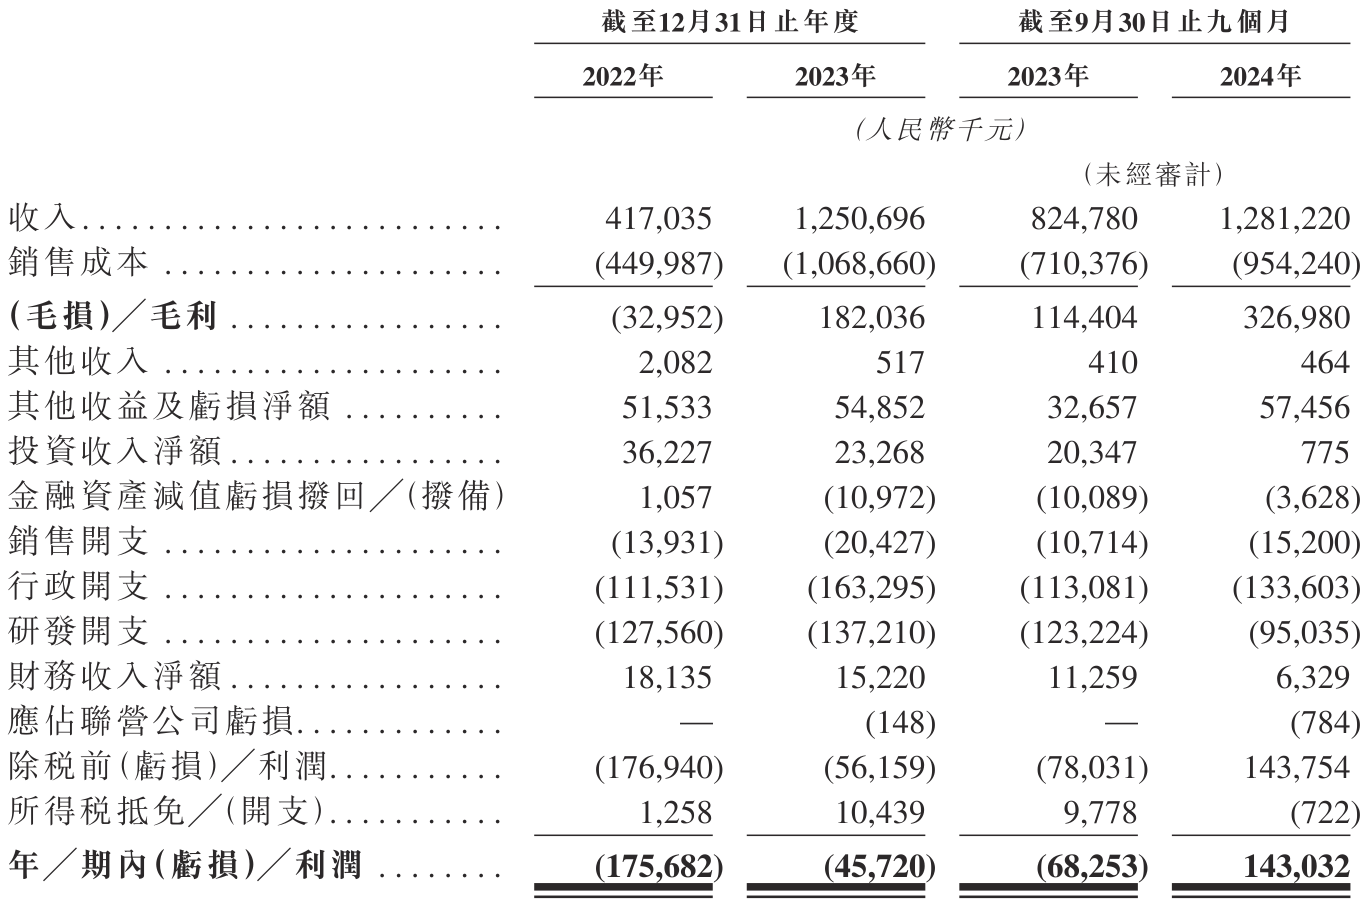 截至12月31日止年度 截至9月30日止九個月
2022年 2023年 2023年 2024年
(人民幣千元)
(未經審計)
收入.......................... 417,035 1,250,696 824,780 1,281,220
銷售成本 ..................... (449,987) (1,068,660) (710,376) (954,240)
(毛損)／毛利 ................. (32,952) 182,036 114,404 326,980
其他收入 ..................... 2,082 517 410 464
其他收益及虧損淨額 .......... 51,533 54,852 32,657 57,456
投資收入淨額................. 36,227 23,268 20,347 775
金融資產減值虧損撥回／(撥備) 1,057 (10,972) (10,089) (3,628)
銷售開支 ..................... (13,931) (20,427) (10,714) (15,200)
行政開支 ..................... (111,531) (163,295) (113,081) (133,603)
研發開支 ..................... (127,560) (137,210) (123,224) (95,035)
財務收入淨額................. 18,135 15,220 11,259 6,329
應佔聯營公司虧損............. — (148) — (784)
除税前(虧損)／利潤........... (176,940) (56,159) (78,031) 143,754
所得税抵免／(開支)........... 1,258 10,439 9,778 (722)
年／期內(虧損)／利潤 ........ (175,682) (45,720) (68,253) 143,032